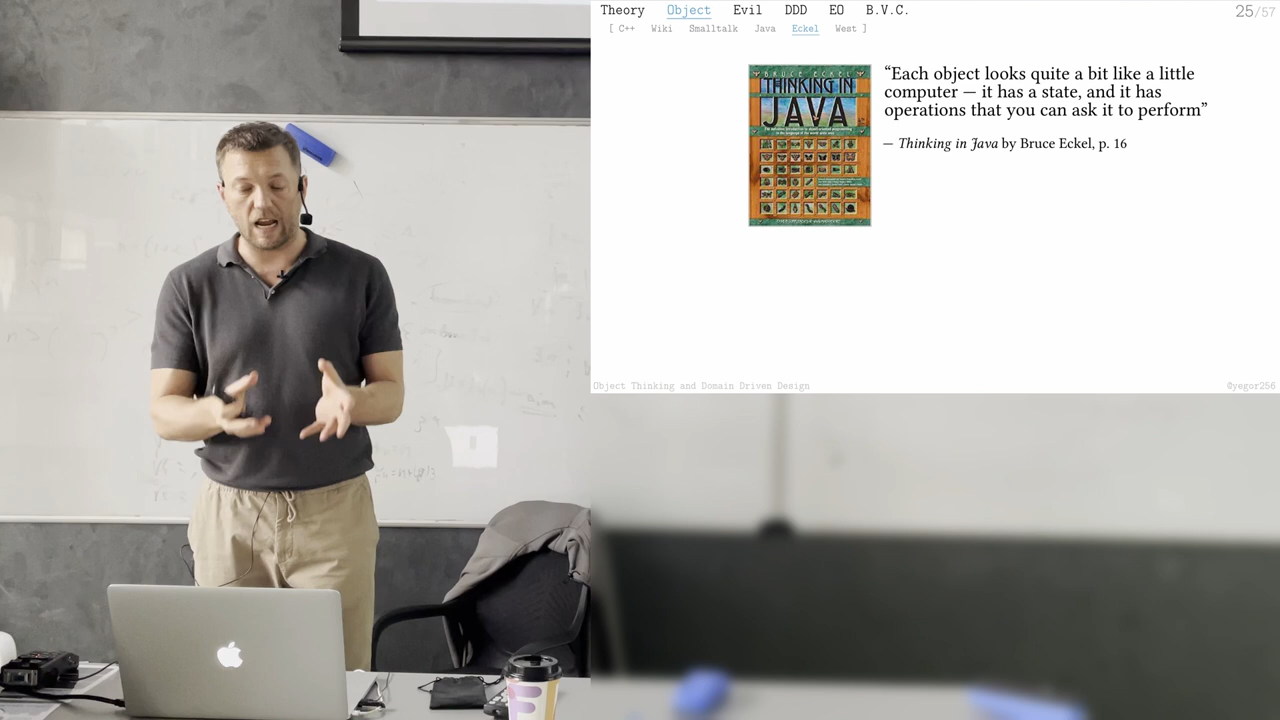 Theory Object Evil DDD EO B.V.C.
25/57
[ C++ Wiki Smalltalk Java Eckel West ]
BRUCE ECKEL
THINKING IN
JAVA
“Each object looks quite a bit like a little
computer — it has a state, and it has
operations that you can ask it to perform”
— Thinking in Java by Bruce Eckel, p. 16
Object Thinking and Domain Driven Design
@yegor256